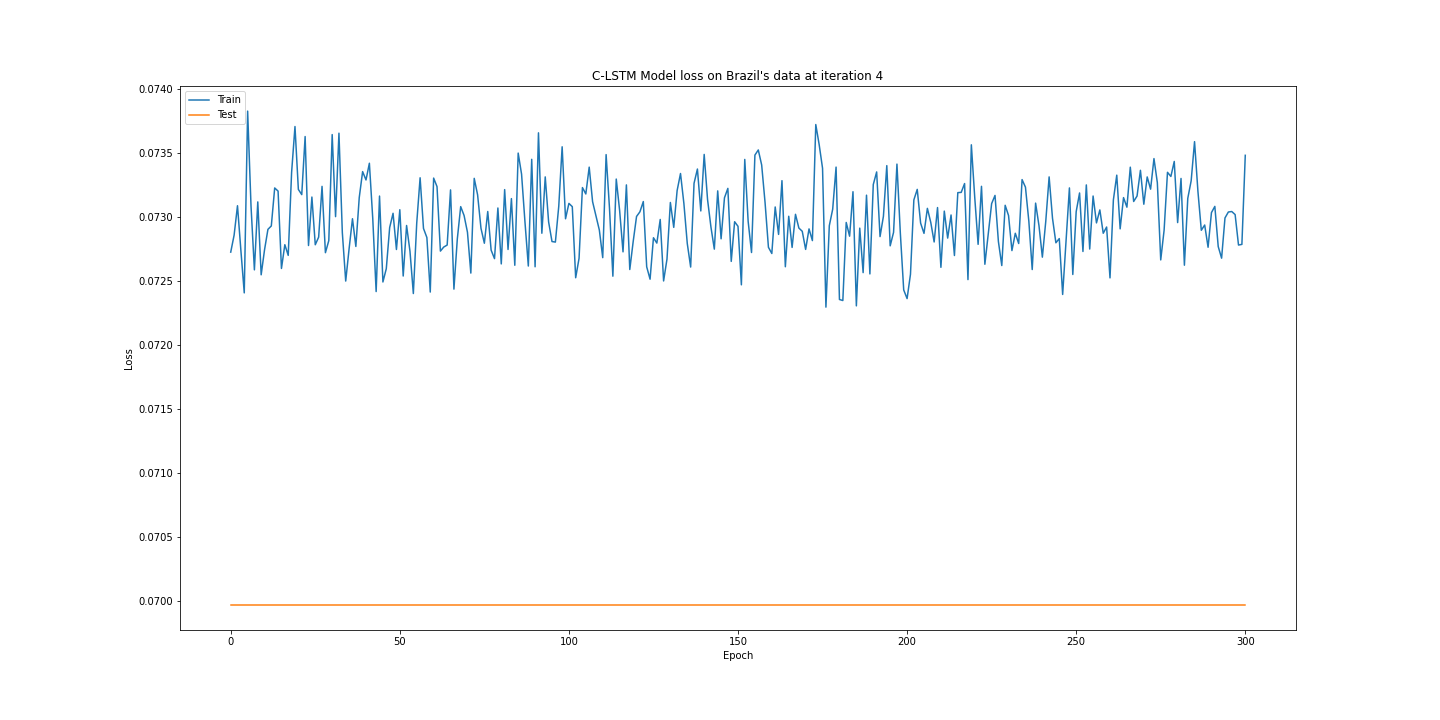 C-LSTM Model loss on Brazil's data at iteration 4
Train
Test
0.0740
0.0735
0.0730
0.0725
0.0720
0.0715
0.0710
0.0705
0.0700
Loss
0 50 100 150 200 250 300
Epoch